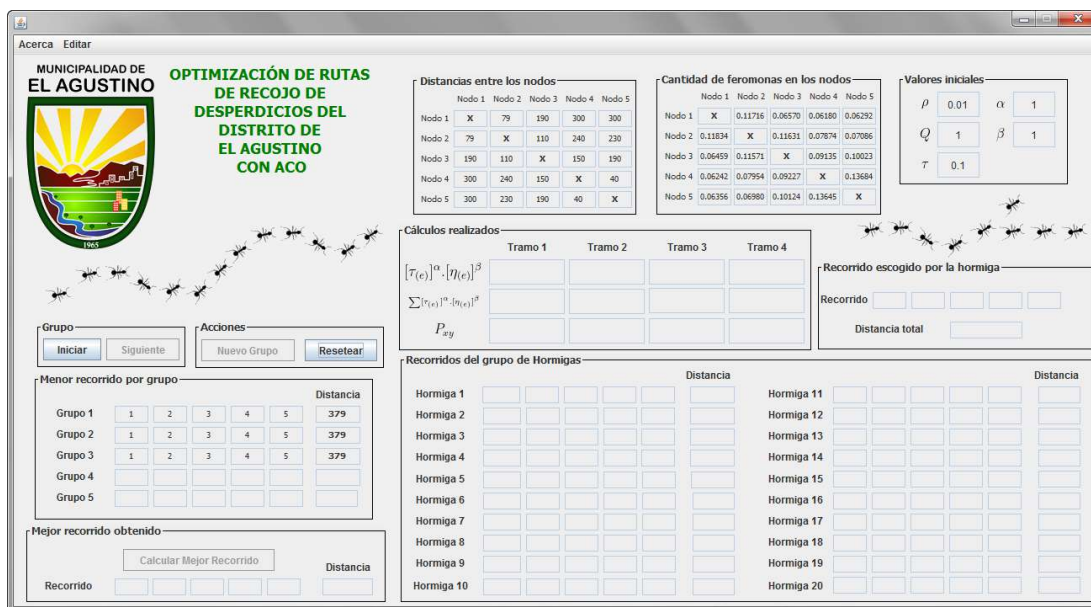 Acerca Editar
MUNICIPALIDAD DE
EL AGUSTINO
1965
OPTIMIZACIÓN DE RUTAS
DE RECOJO DE
DESPERDICIOS DEL
DISTRITO DE
EL AGUSTINO
CON ACO
Distancias entre los nodos
Nodo 1 Nodo 2 Nodo 3 Nodo 4 Nodo 5
Nodo 1 X 79 190 300 300
Nodo 2 79 X 110 240 230
Nodo 3 190 110 X 150 190
Nodo 4 300 240 150 X 40
Nodo 5 300 230 190 40 X
Cantidad de feromonas en los nodos
Nodo 1 Nodo 2 Nodo 3 Nodo 4 Nodo 5
Nodo 1 X 0.11716 0.06570 0.06180 0.06292
Nodo 2 0.11834 X 0.11631 0.07874 0.07086
Nodo 3 0.06459 0.11571 X 0.09135 0.10023
Nodo 4 0.06242 0.07954 0.09227 X 0.13684
Nodo 5 0.06356 0.06980 0.10124 0.13645 X
Valores iniciales
ρ 0.01 α 1
Q 1 β 1
τ 0.1
Cálculos realizados
Tramo 1 Tramo 2 Tramo 3 Tramo 4
[τ(e)]^α.[η(e)]^β
∑[τ(e)]^α.[η(e)]^β
Pxy
Recorrido escogido por la hormiga
Recorrido
Distancia total
Grupo
Iniciar Siguiente
Acciones
Nuevo Grupo Resetear
Menor recorrido por grupo
Distancia
Grupo 1 1 2 3 4 5 379
Grupo 2 1 2 3 4 5 379
Grupo 3 1 2 3 4 5 379
Grupo 4
Grupo 5
Mejor recorrido obtenido
Calcular Mejor Recorrido
Distancia
Recorrido
Recorridos del grupo de Hormigas
Distancia Distancia
Hormiga 1 Hormiga 11
Hormiga 2 Hormiga 12
Hormiga 3 Hormiga 13
Hormiga 4 Hormiga 14
Hormiga 5 Hormiga 15
Hormiga 6 Hormiga 16
Hormiga 7 Hormiga 17
Hormiga 8 Hormiga 18
Hormiga 9 Hormiga 19
Hormiga 10 Hormiga 20